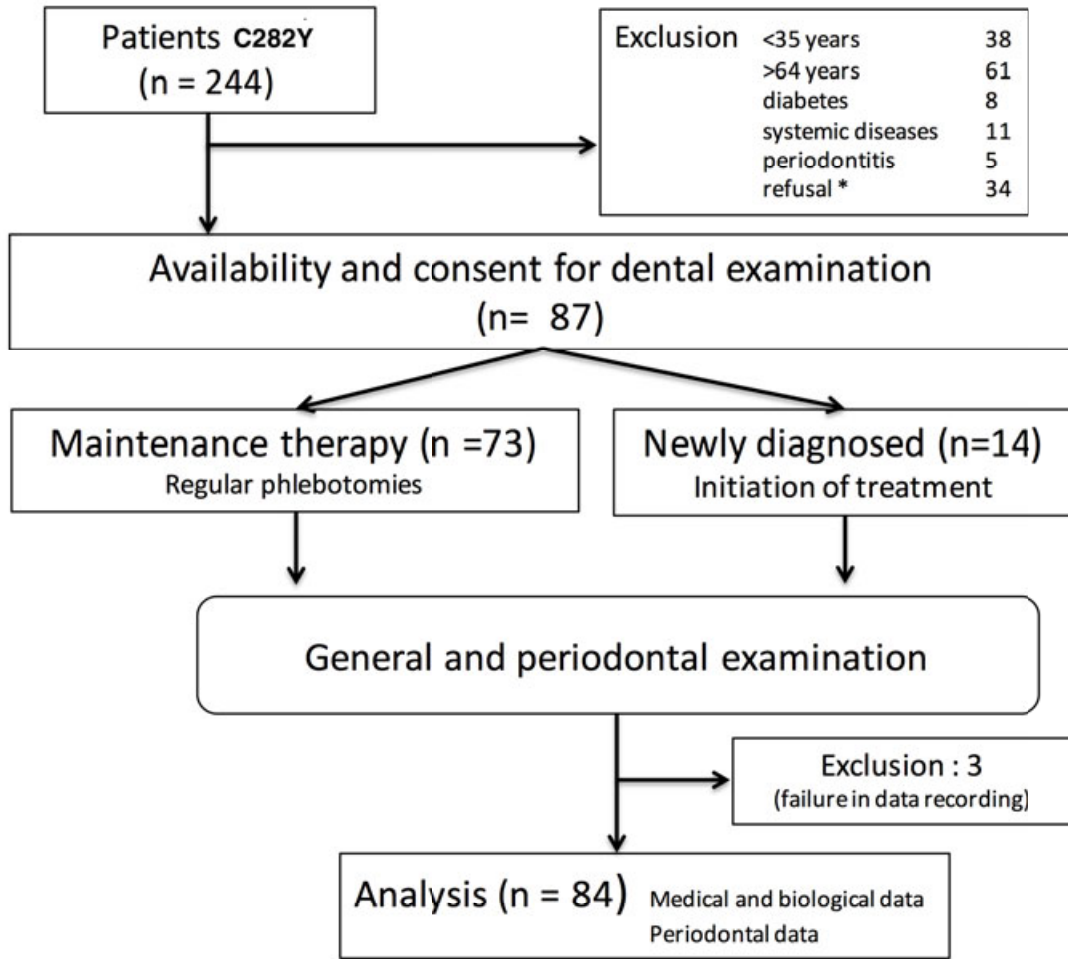 Patients C282Y
(n = 244)
Exclusion <35 years 38
>64 years 61
diabetes 8
systemic diseases 11
periodontitis 5
refusal * 34
Availability and consent for dental examination
(n= 87)
Maintenance therapy (n =73)
Regular phlebotomies
Newly diagnosed (n=14)
Initiation of treatment
General and periodontal examination
Exclusion : 3
(failure in data recording)
Analysis (n = 84) Medical and biological data
Periodontal data